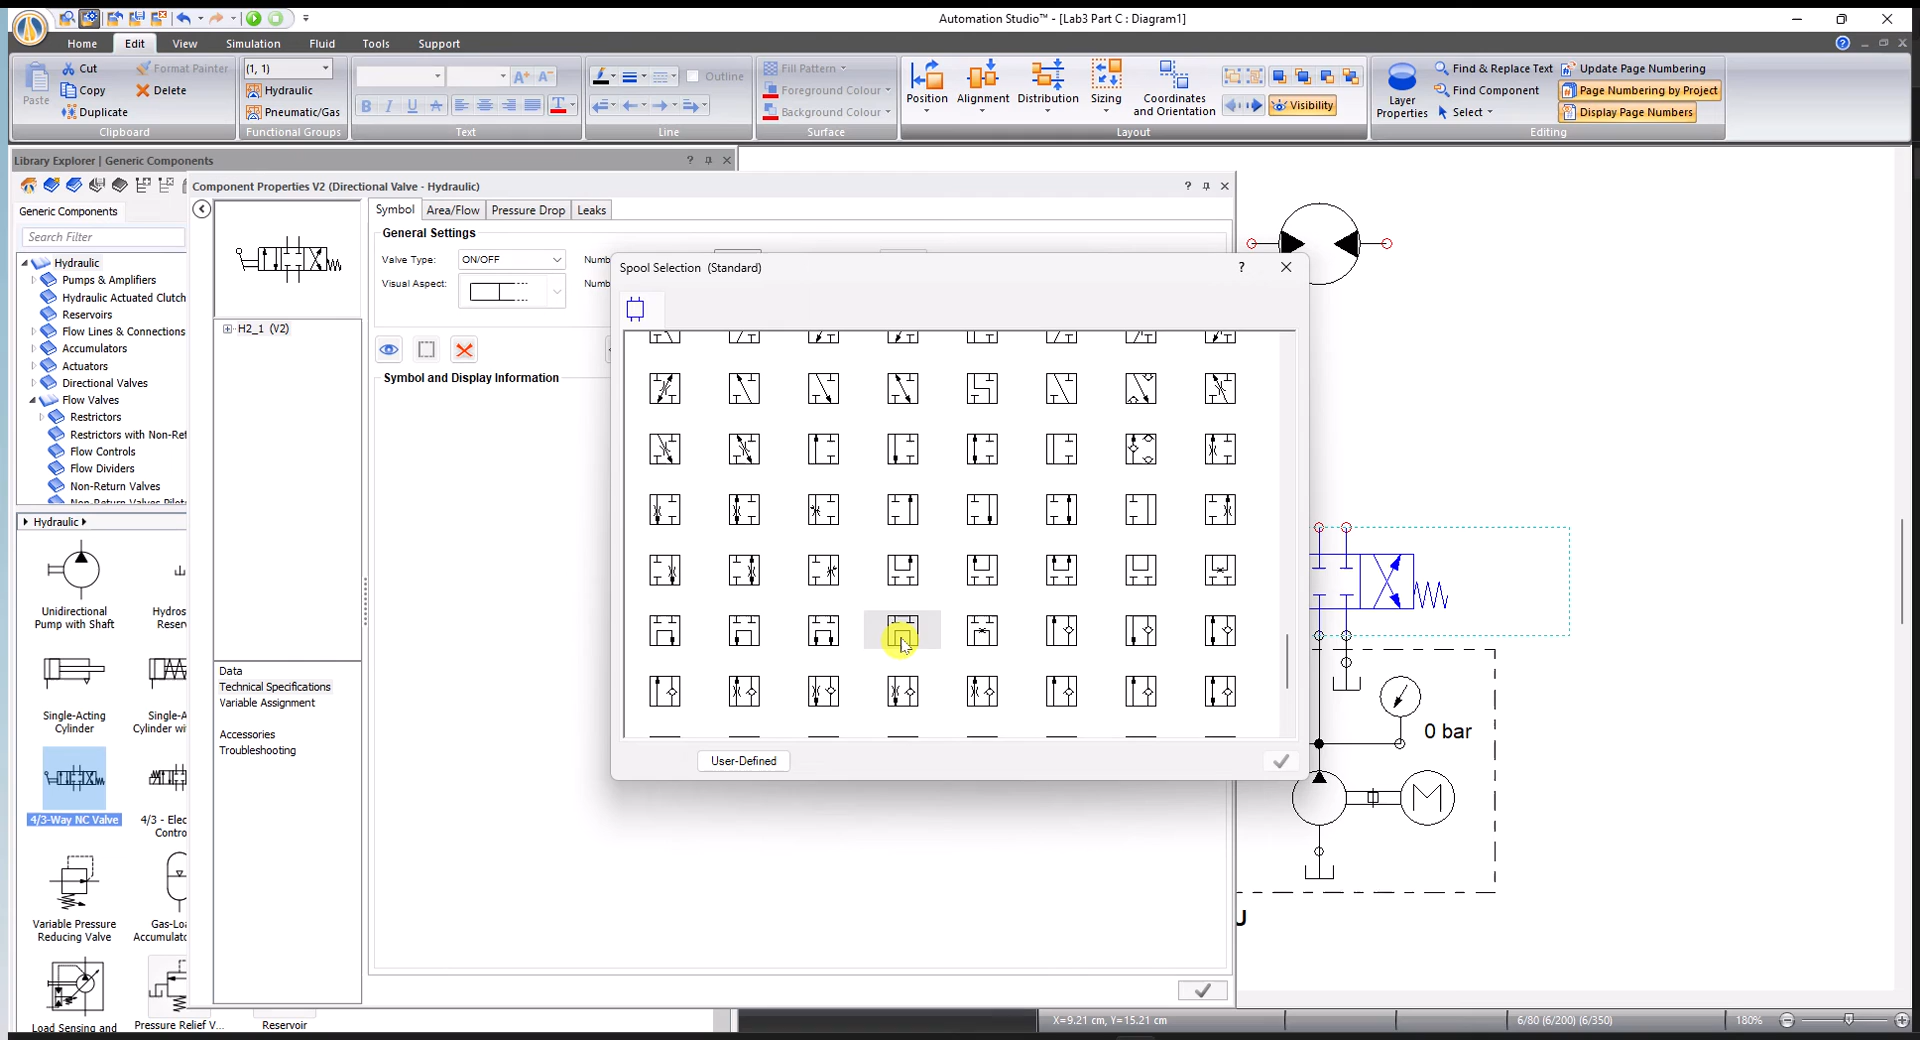 Automation Studio™ - [Lab3 Part C : Diagram1]
Home Edit View Simulation Fluid Tools Support
Paste
Cut
Copy
Duplicate
Format Painter
Delete
Clipboard
(1, 1)
Hydraulic
Pneumatic/Gas
Functional Groups
A+ A-
B I U A T
Text
Outline
Line
Fill Pattern
Foreground Colour
Background Colour
Surface
Position
Alignment
Distribution
Sizing
Coordinates
and Orientation
Visibility
Layout
Layer
Properties
Find & Replace Text
Find Component
Select
Update Page Numbering
Page Numbering by Project
Display Page Numbers
Editing
Library Explorer | Generic Components
Generic Components
Search Filter
Hydraulic
Pumps & Amplifiers
Hydraulic Actuated Clutch
Reservoirs
Flow Lines & Connections
Accumulators
Actuators
Directional Valves
Flow Valves
Restrictors
Restrictors with Non-Ret
Flow Controls
Flow Dividers
Non-Return Valves
Non-Return Valves Pilot
Hydraulic
Unidirectional
Pump with Shaft
Hydros
Reser
Single-Acting
Cylinder
Single-A
Cylinder wi
4/3-Way NC Valve
4/3 - Elec
Contro
Variable Pressure
Reducing Valve
Gas-Loa
Accumulato
Load Sensing and
Pressure Relief V...
Reservoir
Component Properties V2 (Directional Valve - Hydraulic)
H2_1 (V2)
Data
Technical Specifications
Variable Assignment
Accessories
Troubleshooting
Symbol Area/Flow Pressure Drop Leaks
General Settings
Valve Type: ON/OFF Numb
Visual Aspect: Numb
Symbol and Display Information
Spool Selection (Standard)
User-Defined
0 bar
M
U
X=9.21 cm, Y=15.21 cm
6/80 (6/200) (6/350)
180%